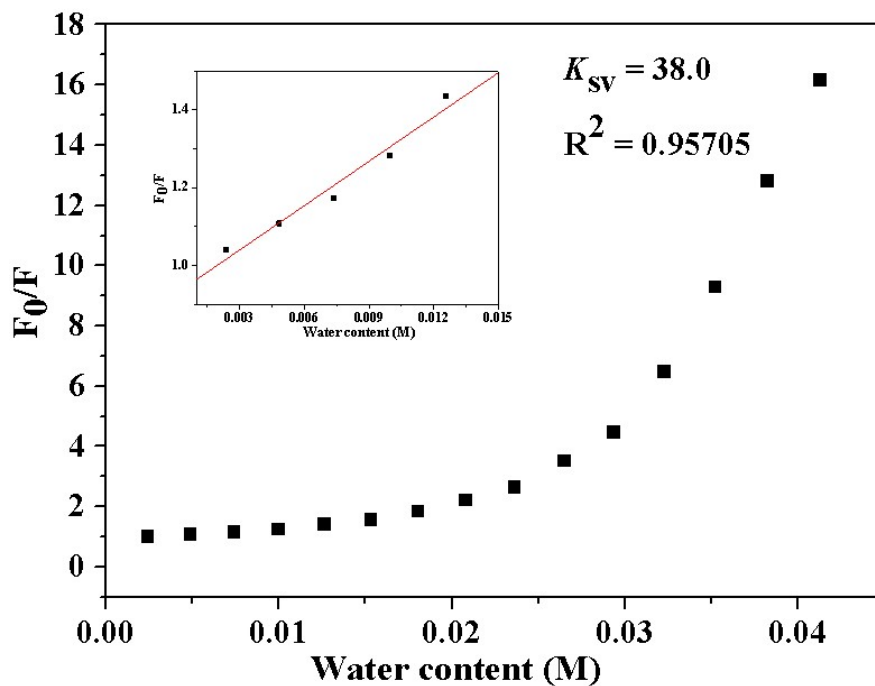 18
16
14
12
10
8
6
4
2
0
F₀/F
0.00 0.01 0.02 0.03 0.04
Water content (M)
K_sv = 38.0
R² = 0.95705
1.4
1.2
1.0
F₀/F
0.003 0.006 0.009 0.012 0.015
Water content (M)